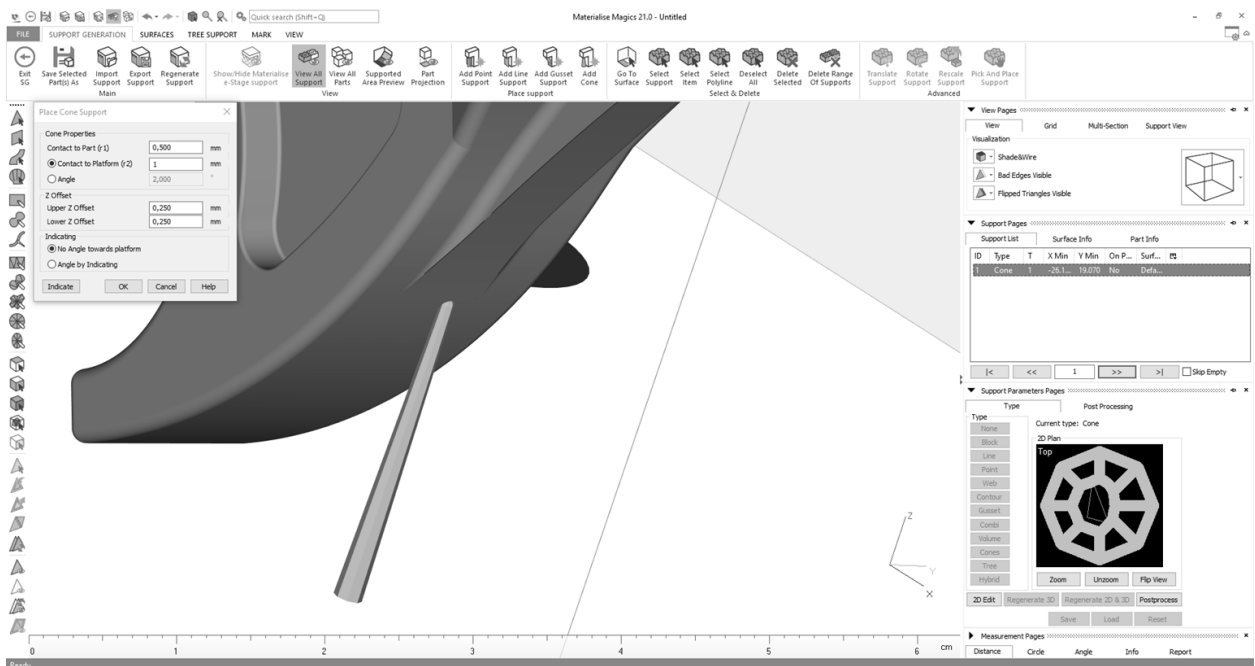 Quick search (Shift+Q)
Materialise Magics 21.0 - Untitled
FILE SUPPORT GENERATION SURFACES TREE SUPPORT MARK VIEW
Exit SG
Save Selected Part(s) As
Import Support
Export Support
Regenerate Support
Show/Hide Materialise e-Stage support
View All Support
View All Parts
Supported Area Preview
Part Projection
Add Point Support
Add Line Support
Add Gusset Support
Add Cone
Go To Surface
Select Support
Select Item
Select Polyline
Deselect All
Delete Selected
Delete Range Of Supports
Translate Support
Rotate Support
Rescale Support
Pick And Place Support
Main View Place support Select & Delete Advanced
Place Cone Support
Cone Properties
Contact to Part (r1) 0,500 mm
Contact to Platform (r2) 1 mm
Angle 2,000 °
Z Offset
Upper Z Offset 0,250 mm
Lower Z Offset 0,250 mm
Indicating
No Angle towards platform
Angle by Indicating
Indicate OK Cancel Help
Z
Y
X
0 1 2 3 4 5 6 cm
Ready
View Pages
View Grid Multi-Section Support View
Visualization
Shade&Wire
Bad Edges Visible
Flipped Triangles Visible
Support Pages
Support List Surface Info Part Info
ID Type T X Min Y Min On P... Surf...
1 Cone 1 -26.1... 19.070 No Defa...
|< << 1 >> >| Skip Empty
Support Parameters Pages
Type Post Processing
Type
Current type: Cone
None
Block
Line
Point
Web
Contour
Gusset
Combi
Volume
Cones
Tree
Hybrid
2D Plan
Top
Zoom Unzoom Flip View
2D Edit Regenerate 3D Regenerate 2D & 3D Postprocess
Save Load Reset
Measurement Pages
Distance Circle Angle Info Report